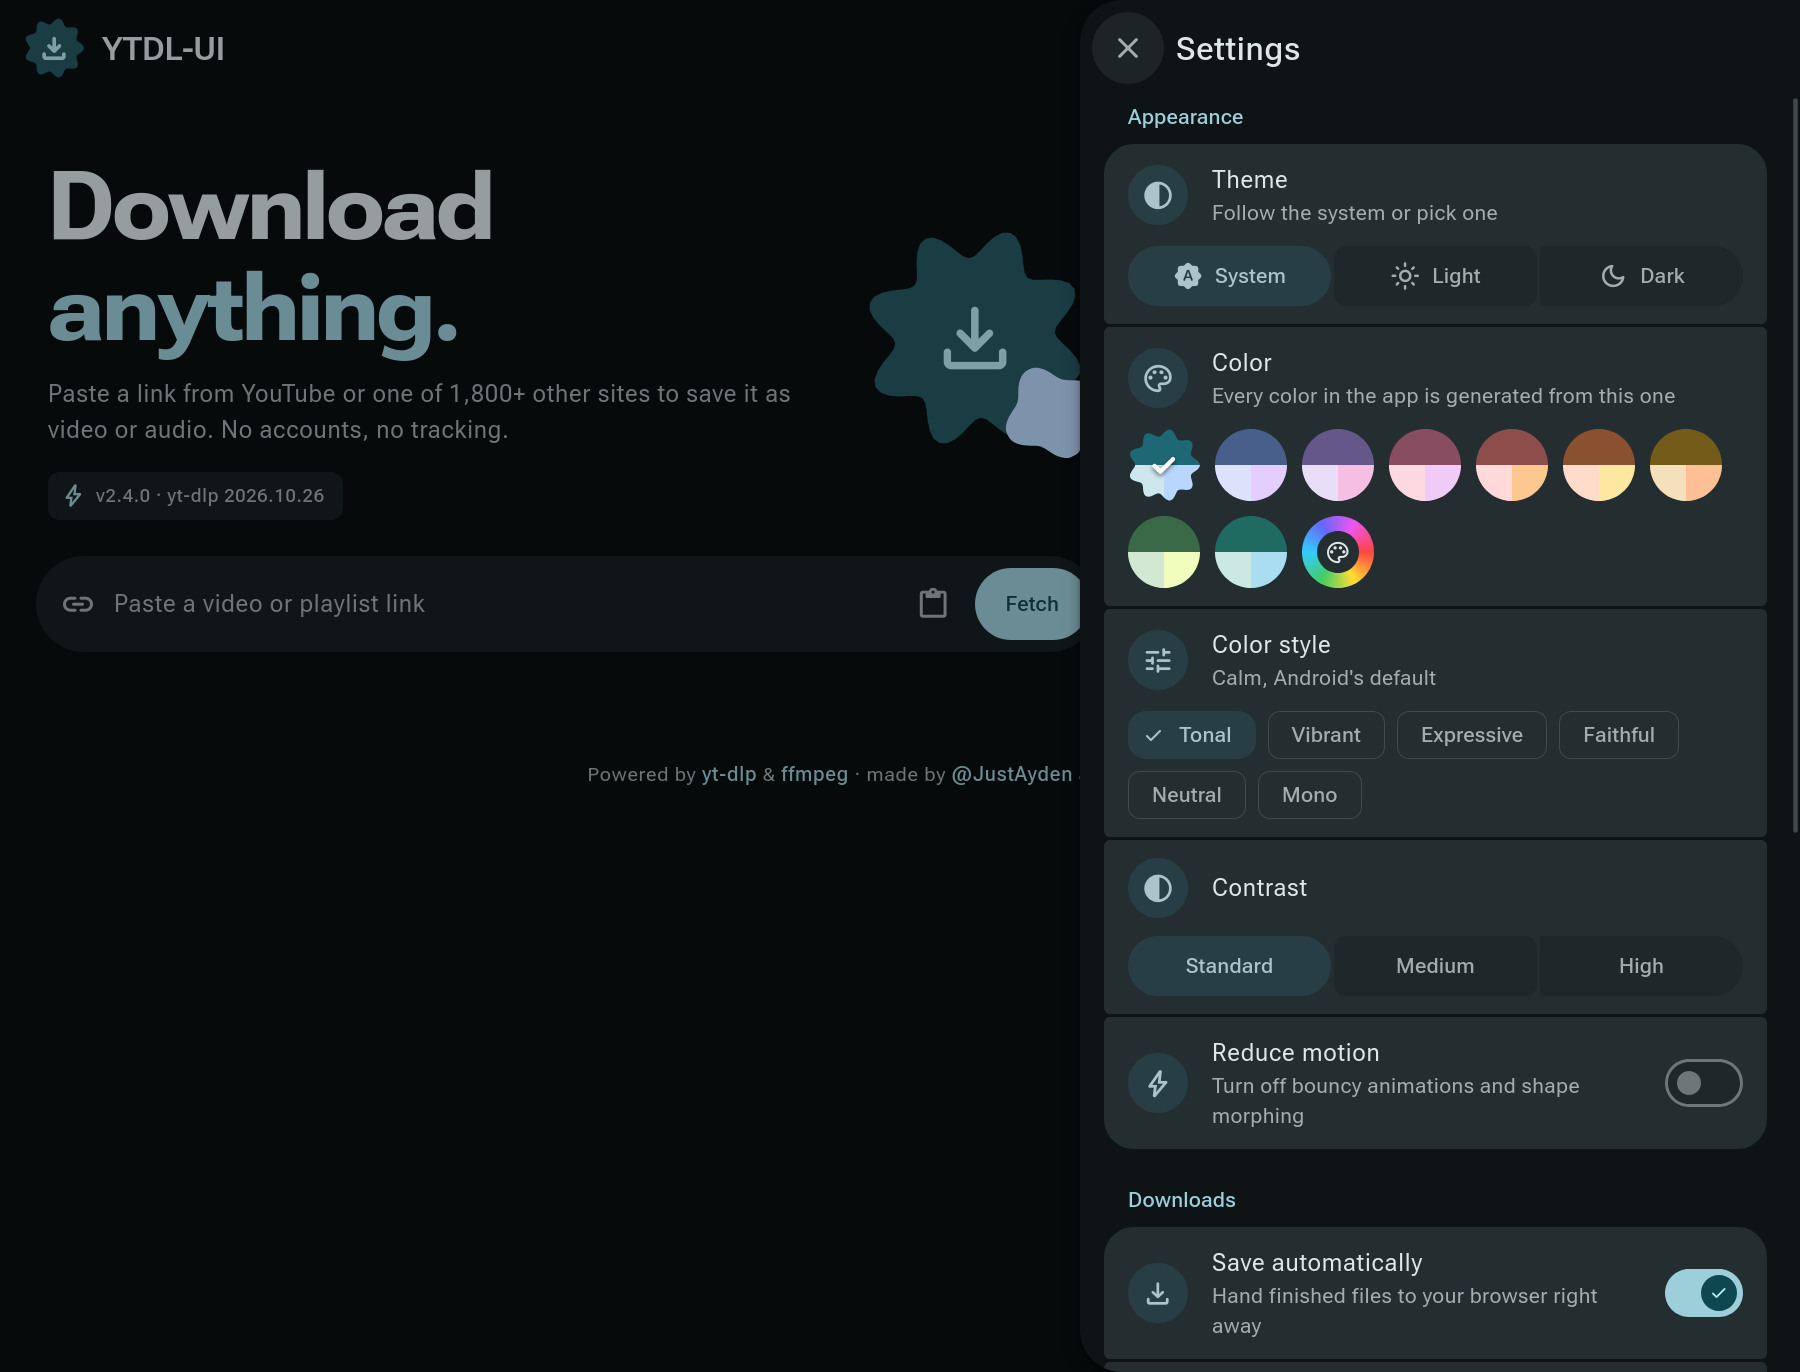 YTDL-UI
Download
anything.
Paste a link from YouTube or one of 1,800+ other sites to save it as
video or audio. No accounts, no tracking.
v2.4.0 · yt-dlp 2026.10.26
Paste a video or playlist link
Fetch
Powered by yt-dlp & ffmpeg · made by @JustAyden
Settings
Appearance
Theme
Follow the system or pick one
A System
Light
Dark
Color
Every color in the app is generated from this one
Color style
Calm, Android's default
Tonal
Vibrant
Expressive
Faithful
Neutral
Mono
Contrast
Standard
Medium
High
Reduce motion
Turn off bouncy animations and shape
morphing
Downloads
Save automatically
Hand finished files to your browser right
away